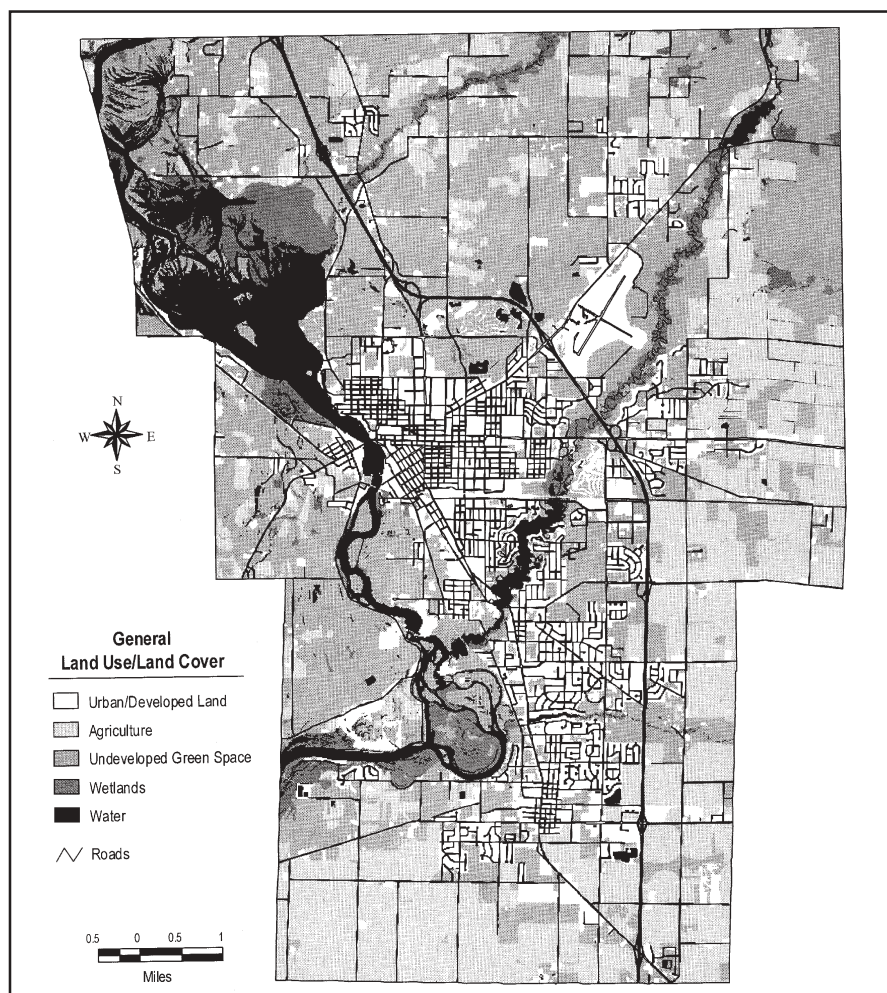 N
W E
S
General
Land Use/Land Cover
Urban/Developed Land
Agriculture
Undeveloped Green Space
Wetlands
Water
Roads
0.5 0 0.5 1
Miles